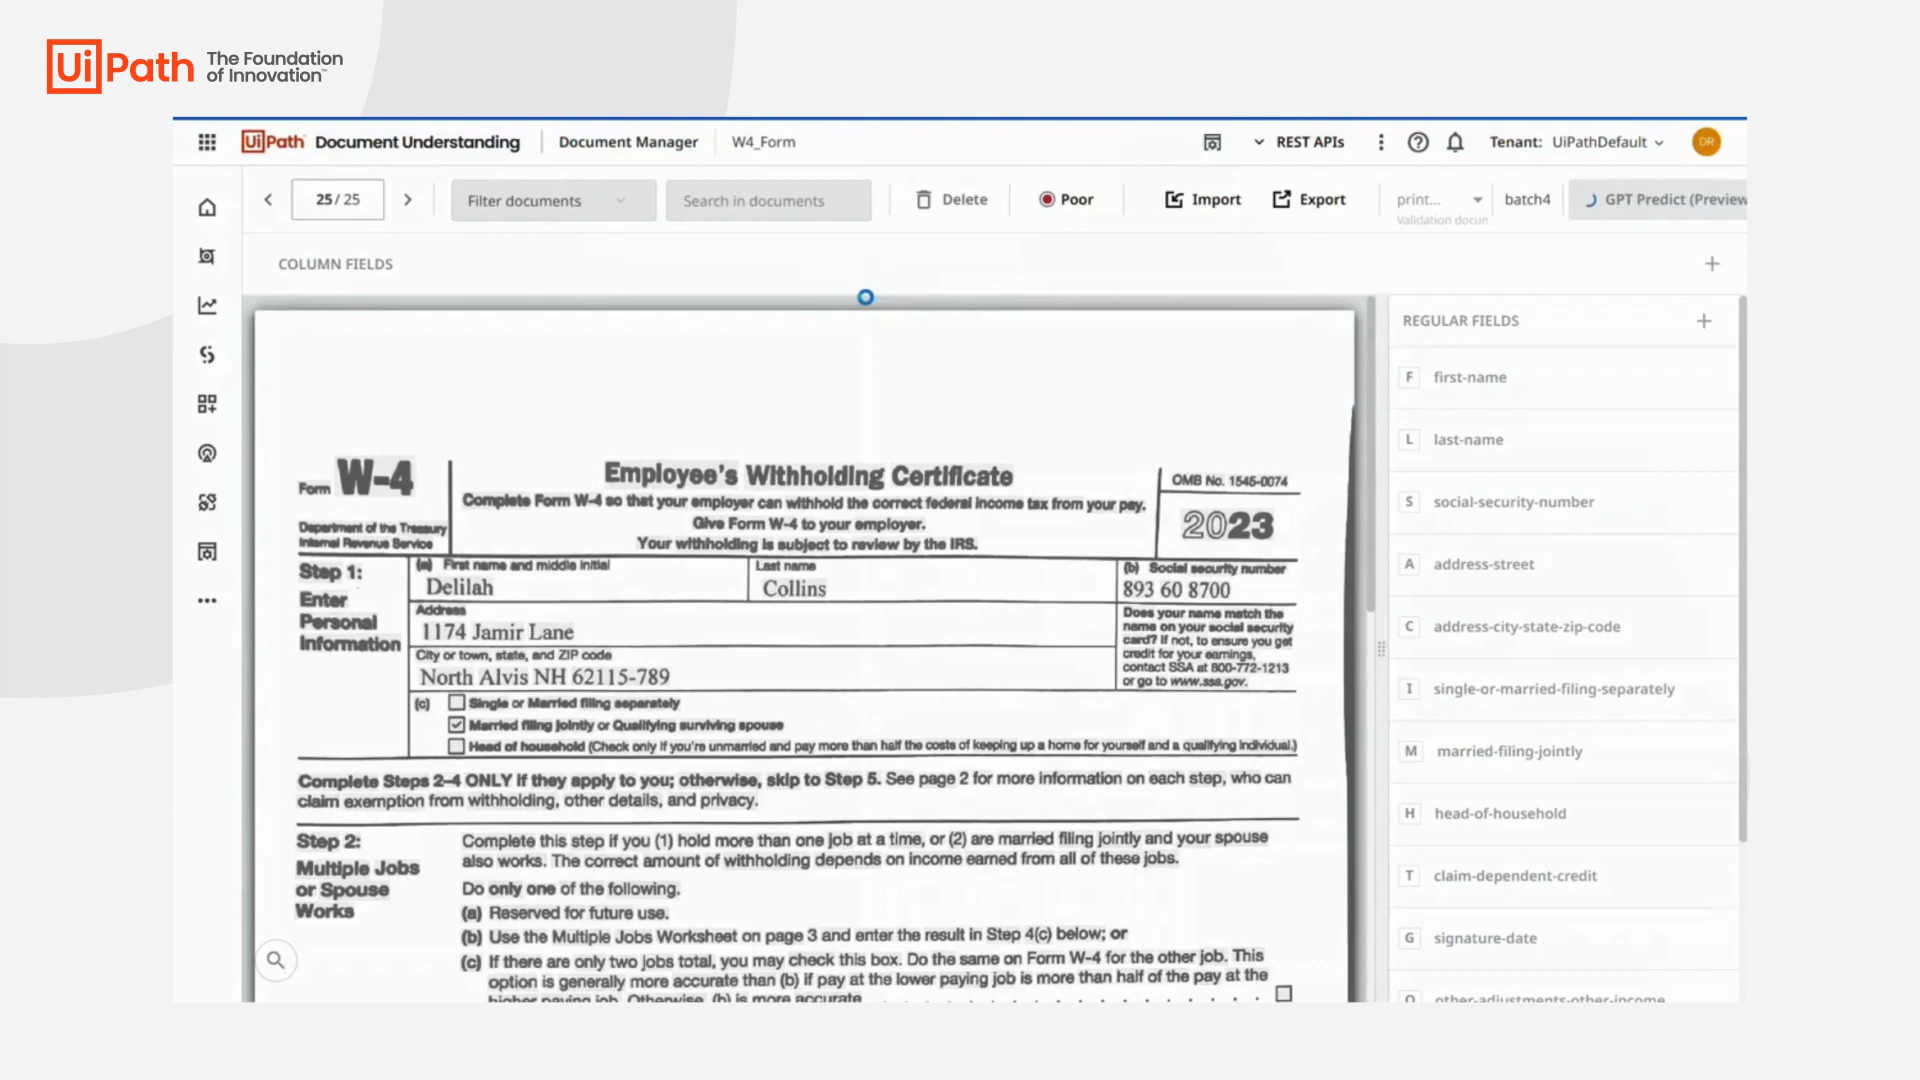 UiPath The Foundation of Innovation™
UiPath Document Understanding Document Manager W4_Form REST APIs Tenant: UiPathDefault DR
25 / 25 Filter documents Search in documents Delete Poor Import Export print... batch4 GPT Predict (Preview
Validation docun
COLUMN FIELDS
REGULAR FIELDS
F first-name
L last-name
S social-security-number
A address-street
C address-city-state-zip-code
I single-or-married-filing-separately
M married-filing-jointly
H head-of-household
T claim-dependent-credit
G signature-date
O other-adjustments-other-income
Form W-4
Department of the Treasury
Internal Revenue Service
Employee's Withholding Certificate
Complete Form W-4 so that your employer can withhold the correct federal income tax from your pay.
Give Form W-4 to your employer.
Your withholding is subject to review by the IRS.
OMB No. 1545-0074
2023
Step 1:
Enter
Personal
Information
(a) First name and middle initial
Delilah
Last name
Collins
(b) Social security number
893 60 8700
Address
1174 Jamir Lane
City or town, state, and ZIP code
North Alvis NH 62115-789
Does your name match the
name on your social security
card? If not, to ensure you get
credit for your earnings,
contact SSA at 800-772-1213
or go to www.ssa.gov.
(c) Single or Married filing separately
Married filing jointly or Qualifying surviving spouse
Head of household (Check only if you're unmarried and pay more than half the costs of keeping up a home for yourself and a qualifying individual.)
Complete Steps 2–4 ONLY if they apply to you; otherwise, skip to Step 5. See page 2 for more information on each step, who can
claim exemption from withholding, other details, and privacy.
Step 2:
Multiple Jobs
or Spouse
Works
Complete this step if you (1) hold more than one job at a time, or (2) are married filing jointly and your spouse
also works. The correct amount of withholding depends on income earned from all of these jobs.
Do only one of the following.
(a) Reserved for future use.
(b) Use the Multiple Jobs Worksheet on page 3 and enter the result in Step 4(c) below; or
(c) If there are only two jobs total, you may check this box. Do the same on Form W-4 for the other job. This
option is generally more accurate than (b) if pay at the lower paying job is more than half of the pay at the
higher paying job. Otherwise, (b) is more accurate